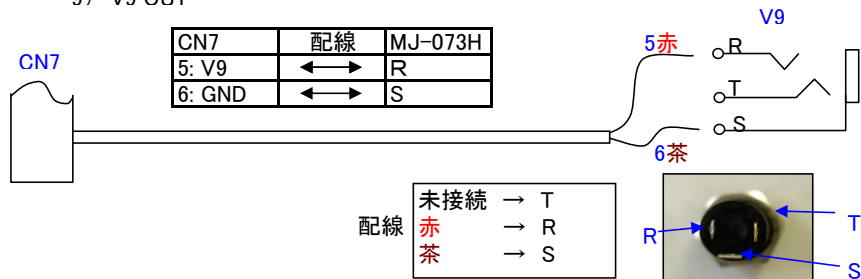 V9
CN7 配線 MJ-073H
5: V9 ←→ R
6: GND ←→ S
CN7
5赤
R
T
S
6茶
配線
未接続 → T
赤 → R
茶 → S
R
T
S